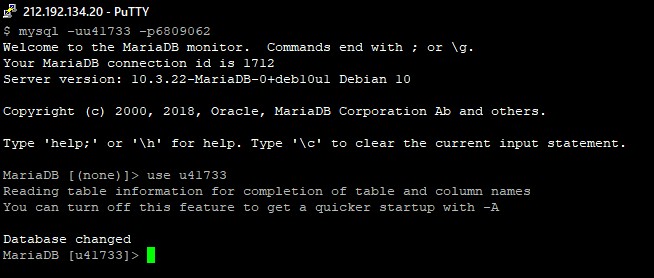 212.192.134.20 - PuTTY
$ mysql -uu41733 -p6809062
Welcome to the MariaDB monitor.  Commands end with ; or \g.
Your MariaDB connection id is 1712
Server version: 10.3.22-MariaDB-0+deb10u1 Debian 10

Copyright (c) 2000, 2018, Oracle, MariaDB Corporation Ab and others.

Type 'help;' or '\h' for help. Type '\c' to clear the current input statement.

MariaDB [(none)]> use u41733
Reading table information for completion of table and column names
You can turn off this feature to get a quicker startup with -A

Database changed
MariaDB [u41733]>